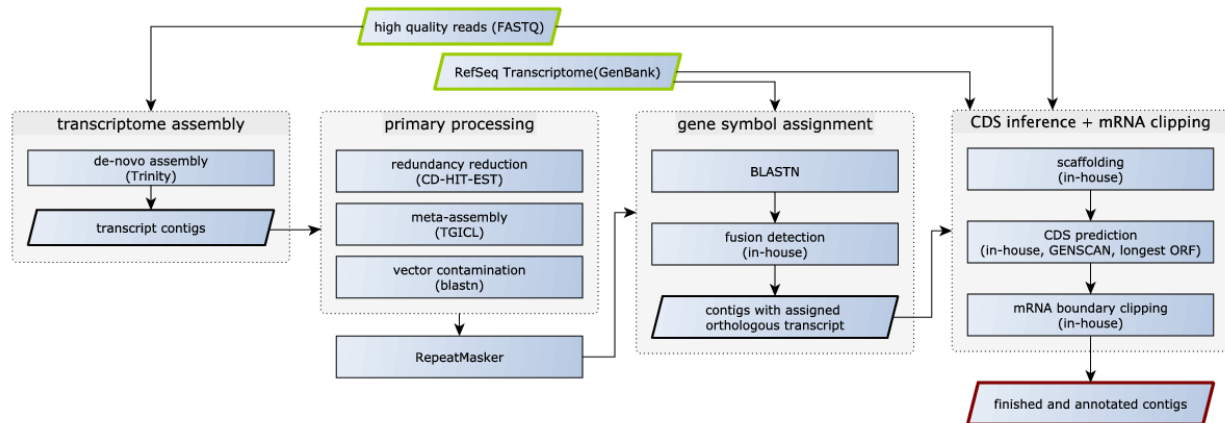 high quality reads (FASTQ)
RefSeq Transcriptome(GenBank)
transcriptome assembly
de-novo assembly
(Trinity)
transcript contigs
primary processing
redundancy reduction
(CD-HIT-EST)
meta-assembly
(TGICL)
vector contamination
(blastn)
RepeatMasker
gene symbol assignment
BLASTN
fusion detection
(in-house)
contigs with assigned
orthologous transcript
CDS inference + mRNA clipping
scaffolding
(in-house)
CDS prediction
(in-house, GENSCAN, longest ORF)
mRNA boundary clipping
(in-house)
finished and annotated contigs